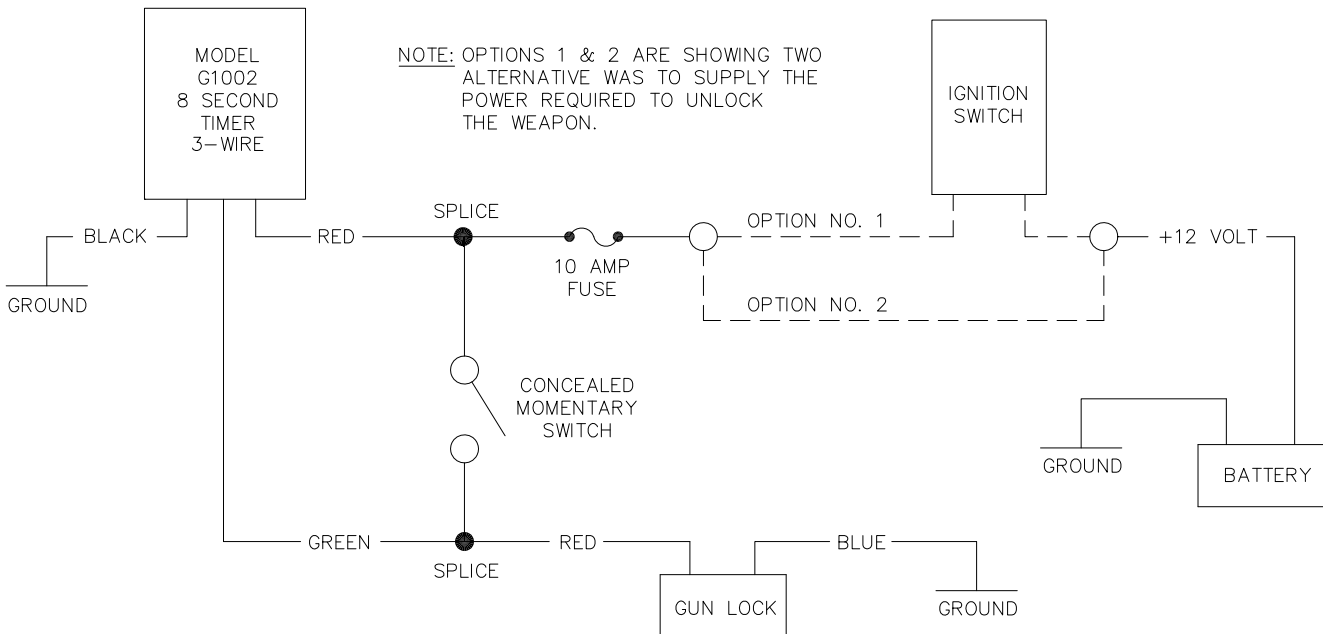 MODEL
G1002
8 SECOND
TIMER
3-WIRE
NOTE: OPTIONS 1 & 2 ARE SHOWING TWO
ALTERNATIVE WAS TO SUPPLY THE
POWER REQUIRED TO UNLOCK
THE WEAPON.
IGNITION
SWITCH
BLACK
RED
SPLICE
OPTION NO. 1
+12 VOLT
10 AMP
FUSE
GROUND
OPTION NO. 2
CONCEALED
MOMENTARY
SWITCH
GROUND
BATTERY
GREEN
RED
BLUE
SPLICE
GUN LOCK
GROUND